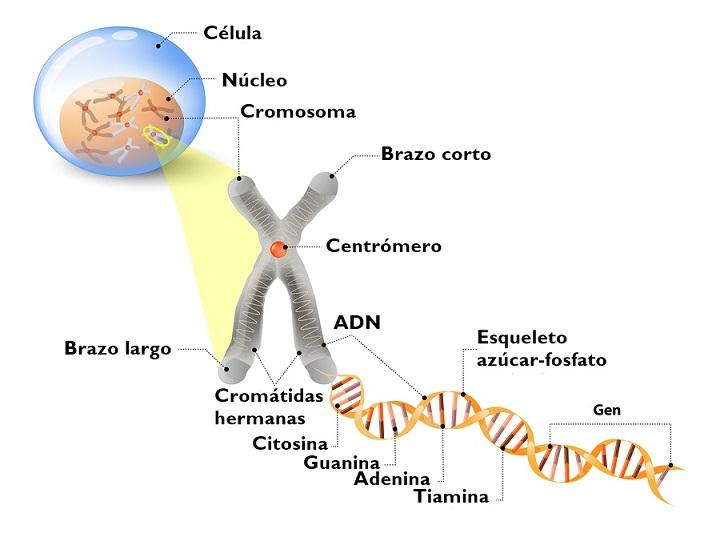 Célula
Núcleo
Cromosoma
Brazo corto
Centrómero
ADN
Brazo largo
Esqueleto
azúcar-fosfato
Cromátidas
hermanas
Gen
Citosina
Guanina
Adenina
Tiamina